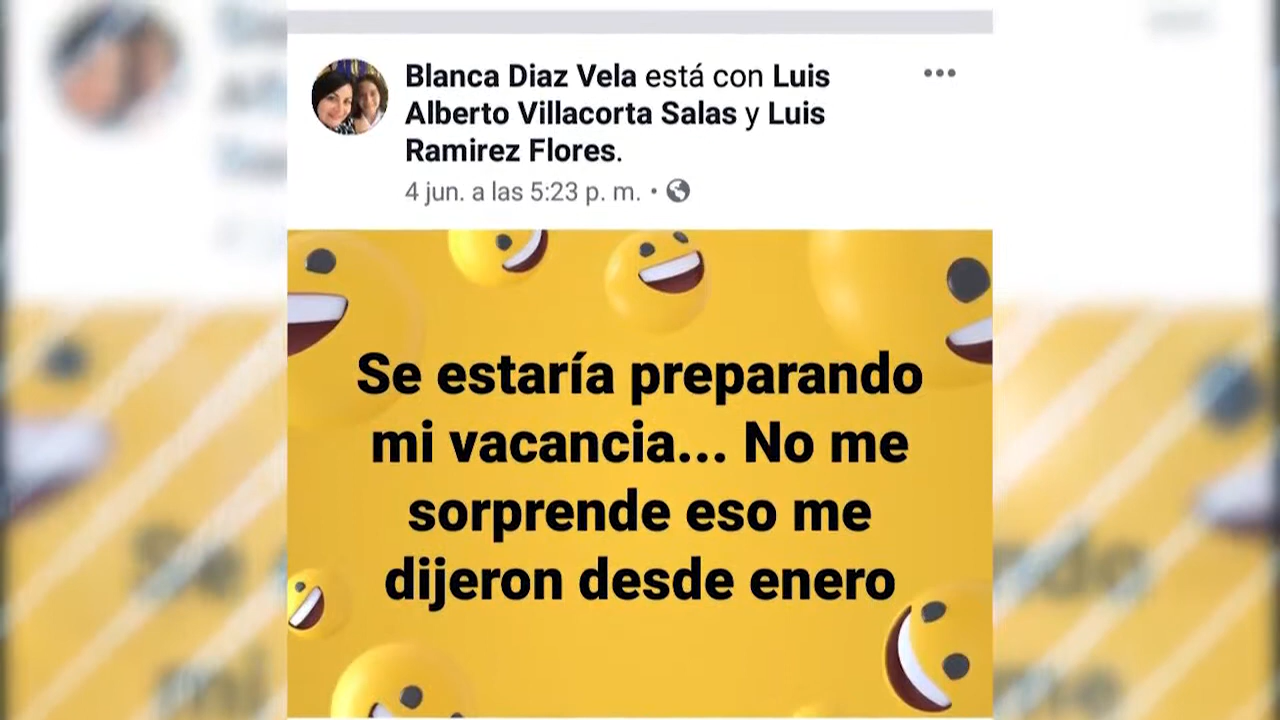 Blanca Diaz Vela está con Luis
Alberto Villacorta Salas y Luis
Ramirez Flores.
4 jun. a las 5:23 p. m. •
Se estaría preparando
mi vacancia... No me
sorprende eso me
dijeron desde enero